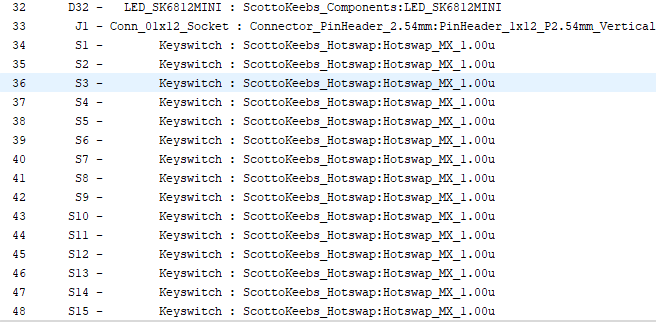 32 D32 - LED_SK6812MINI : ScottoKeebs_Components:LED_SK6812MINI
33 J1 - Conn_01x12_Socket : Connector_PinHeader_2.54mm:PinHeader_1x12_P2.54mm_Vertical
34 S1 - Keyswitch : ScottoKeebs_Hotswap:Hotswap_MX_1.00u
35 S2 - Keyswitch : ScottoKeebs_Hotswap:Hotswap_MX_1.00u
36 S3 - Keyswitch : ScottoKeebs_Hotswap:Hotswap_MX_1.00u
37 S4 - Keyswitch : ScottoKeebs_Hotswap:Hotswap_MX_1.00u
38 S5 - Keyswitch : ScottoKeebs_Hotswap:Hotswap_MX_1.00u
39 S6 - Keyswitch : ScottoKeebs_Hotswap:Hotswap_MX_1.00u
40 S7 - Keyswitch : ScottoKeebs_Hotswap:Hotswap_MX_1.00u
41 S8 - Keyswitch : ScottoKeebs_Hotswap:Hotswap_MX_1.00u
42 S9 - Keyswitch : ScottoKeebs_Hotswap:Hotswap_MX_1.00u
43 S10 - Keyswitch : ScottoKeebs_Hotswap:Hotswap_MX_1.00u
44 S11 - Keyswitch : ScottoKeebs_Hotswap:Hotswap_MX_1.00u
45 S12 - Keyswitch : ScottoKeebs_Hotswap:Hotswap_MX_1.00u
46 S13 - Keyswitch : ScottoKeebs_Hotswap:Hotswap_MX_1.00u
47 S14 - Keyswitch : ScottoKeebs_Hotswap:Hotswap_MX_1.00u
48 S15 - Keyswitch : ScottoKeebs_Hotswap:Hotswap_MX_1.00u